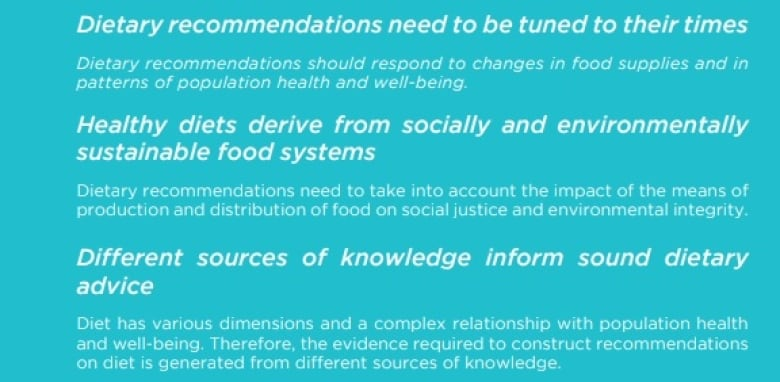 Dietary recommendations need to be tuned to their times
Dietary recommendations should respond to changes in food supplies and in
patterns of population health and well-being.
Healthy diets derive from socially and environmentally
sustainable food systems
Dietary recommendations need to take into account the impact of the means of
production and distribution of food on social justice and environmental integrity.
Different sources of knowledge inform sound dietary
advice
Diet has various dimensions and a complex relationship with population health
and well-being. Therefore, the evidence required to construct recommendations
on diet is generated from different sources of knowledge.